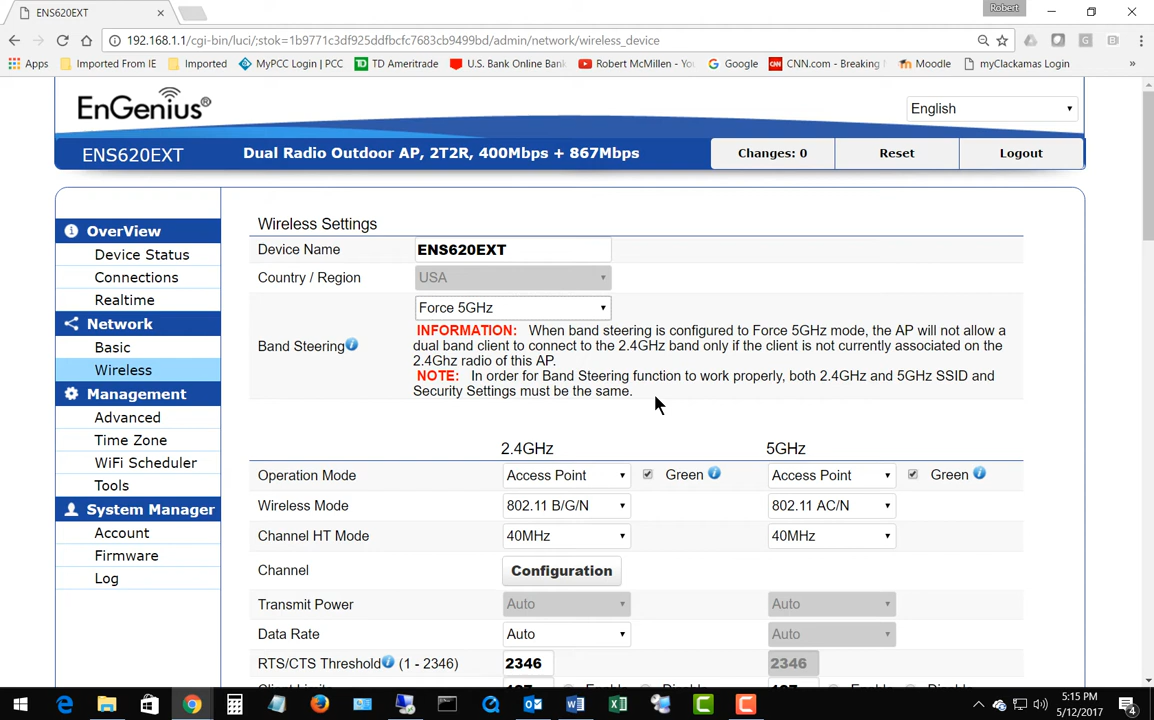 ENS620EXT
Robert
192.168.1.1/cgi-bin/luci/;stok=1b9771c3df925ddfbcfc7683cb9499bd/admin/network/wireless_device
Apps Imported From IE Imported MyPCC Login | PCC TD Ameritrade U.S. Bank Online Bank Robert McMillen - You Google CNN.com - Breaking Moodle myClackamas Login »
EnGenius®
English
ENS620EXT Dual Radio Outdoor AP, 2T2R, 400Mbps + 867Mbps Changes: 0 Reset Logout
OverView
Device Status
Connections
Realtime
Network
Basic
Wireless
Management
Advanced
Time Zone
WiFi Scheduler
Tools
System Manager
Account
Firmware
Log
Wireless Settings
Device Name ENS620EXT
Country / Region USA
Force 5GHz
Band Steering
INFORMATION: When band steering is configured to Force 5GHz mode, the AP will not allow a
dual band client to connect to the 2.4GHz band only if the client is not currently associated on the
2.4Ghz radio of this AP.
NOTE: In order for Band Steering function to work properly, both 2.4GHz and 5GHz SSID and
Security Settings must be the same.
2.4GHz 5GHz
Operation Mode Access Point Green Access Point Green
Wireless Mode 802.11 B/G/N 802.11 AC/N
Channel HT Mode 40MHz 40MHz
Channel Configuration
Transmit Power Auto Auto
Data Rate Auto Auto
RTS/CTS Threshold (1 - 2346) 2346 2346
Client Limits 127 Enable Disable 127 Enable Disable
5:15 PM
5/12/2017
4